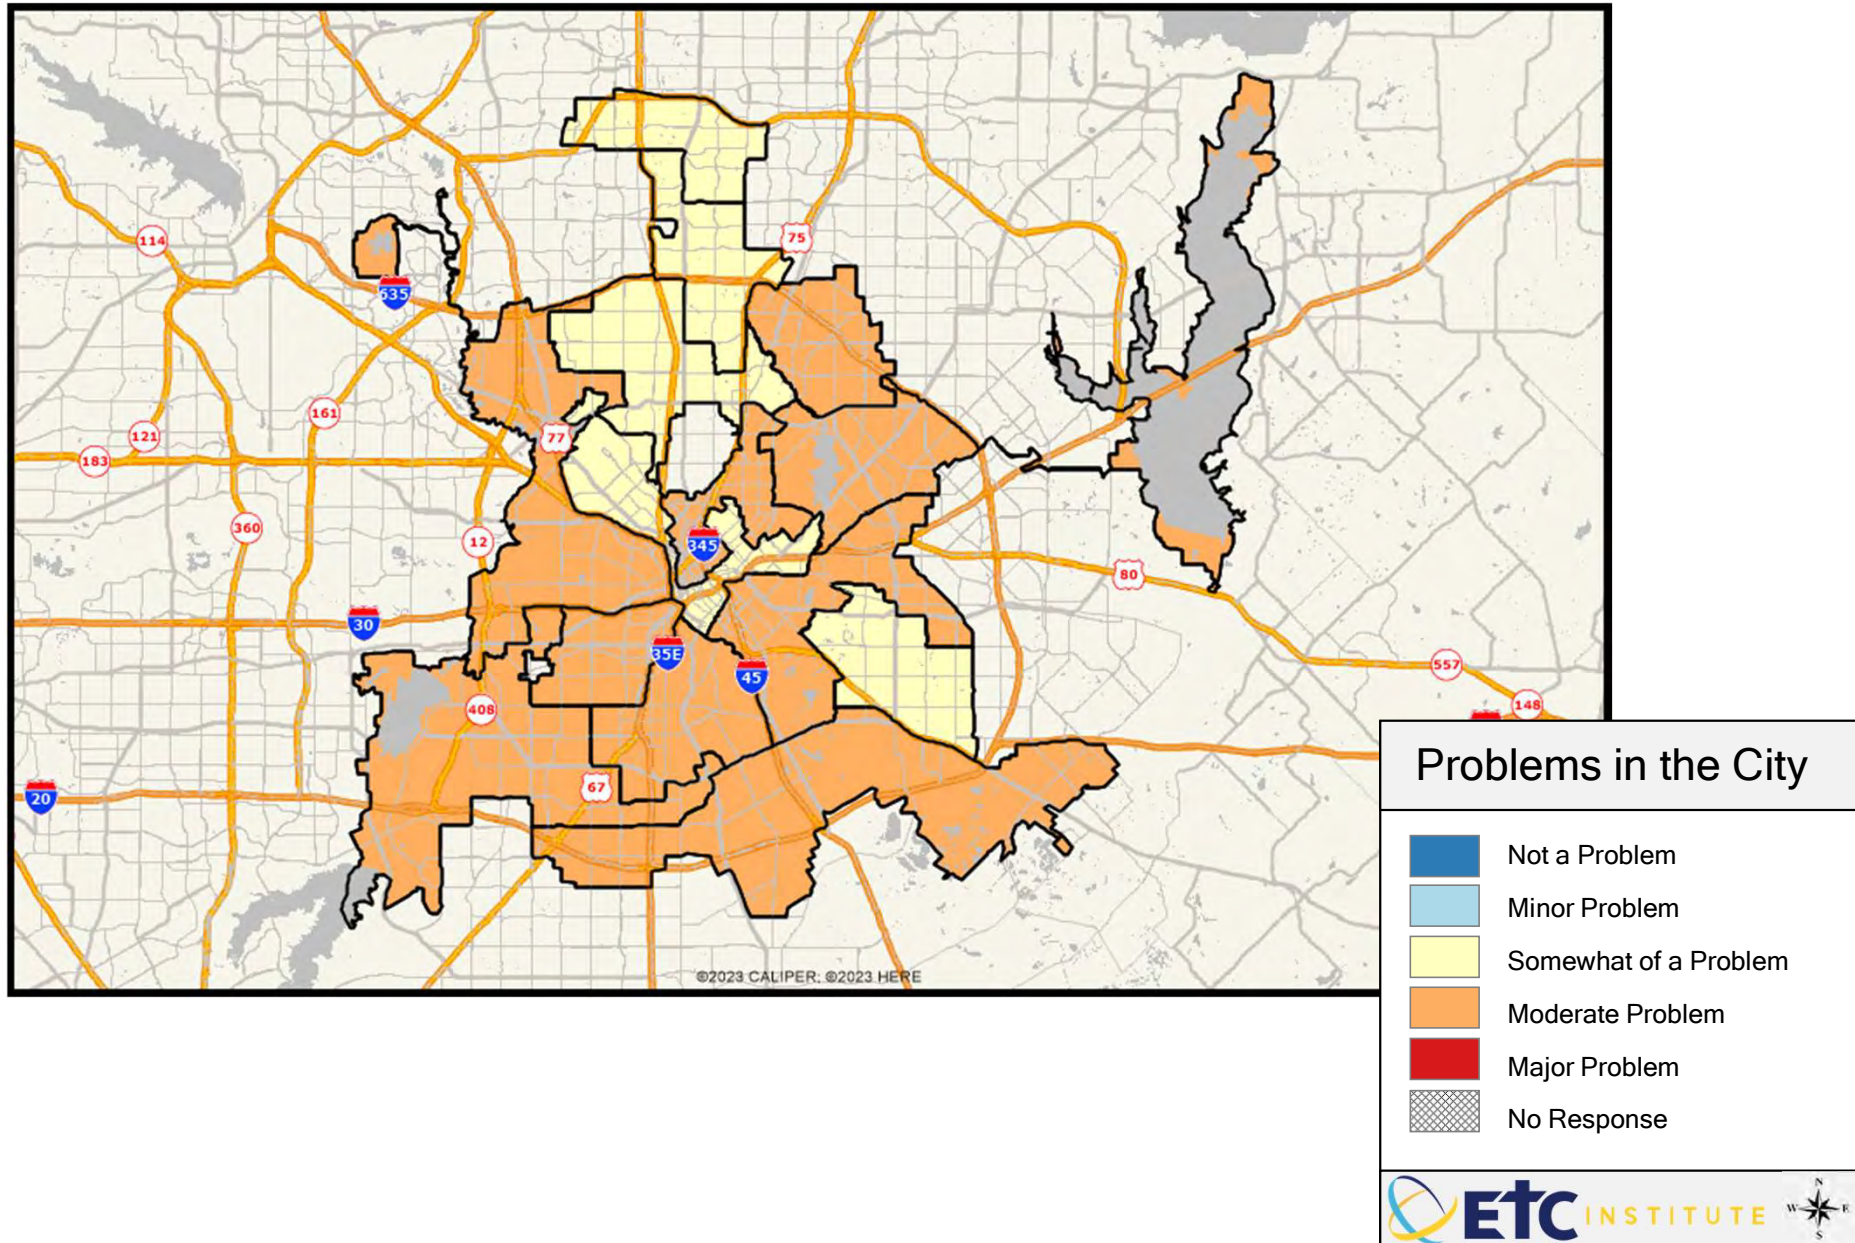 114
75
635
161
121
77
183
360
12
345
80
30
35E
45
557
408
148
67
20
©2023 CALIPER; ©2023 HERE
Problems in the City
Not a Problem
Minor Problem
Somewhat of a Problem
Moderate Problem
Major Problem
No Response
ETC INSTITUTE
N
W E
S